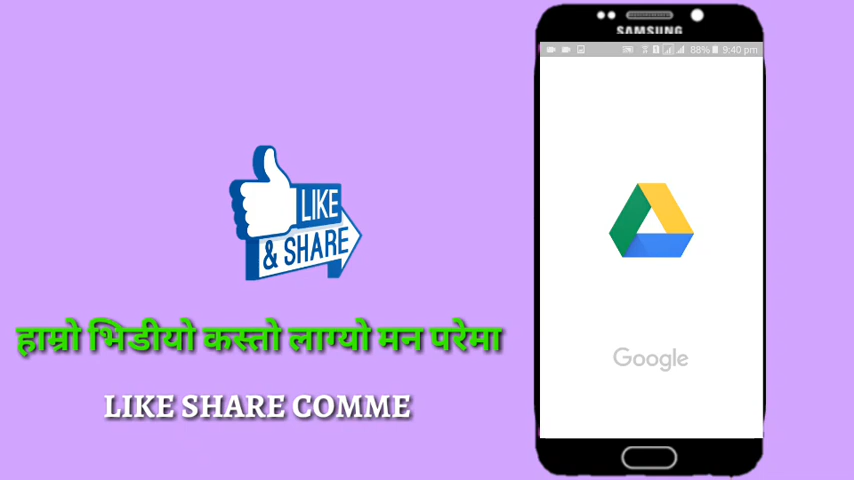 SAMSUNG
88% 9:40 pm
LIKE
& SHARE
हाम्रो भिडीयो कस्तो लाग्यो मन परेमा
Google
LIKE SHARE COMME